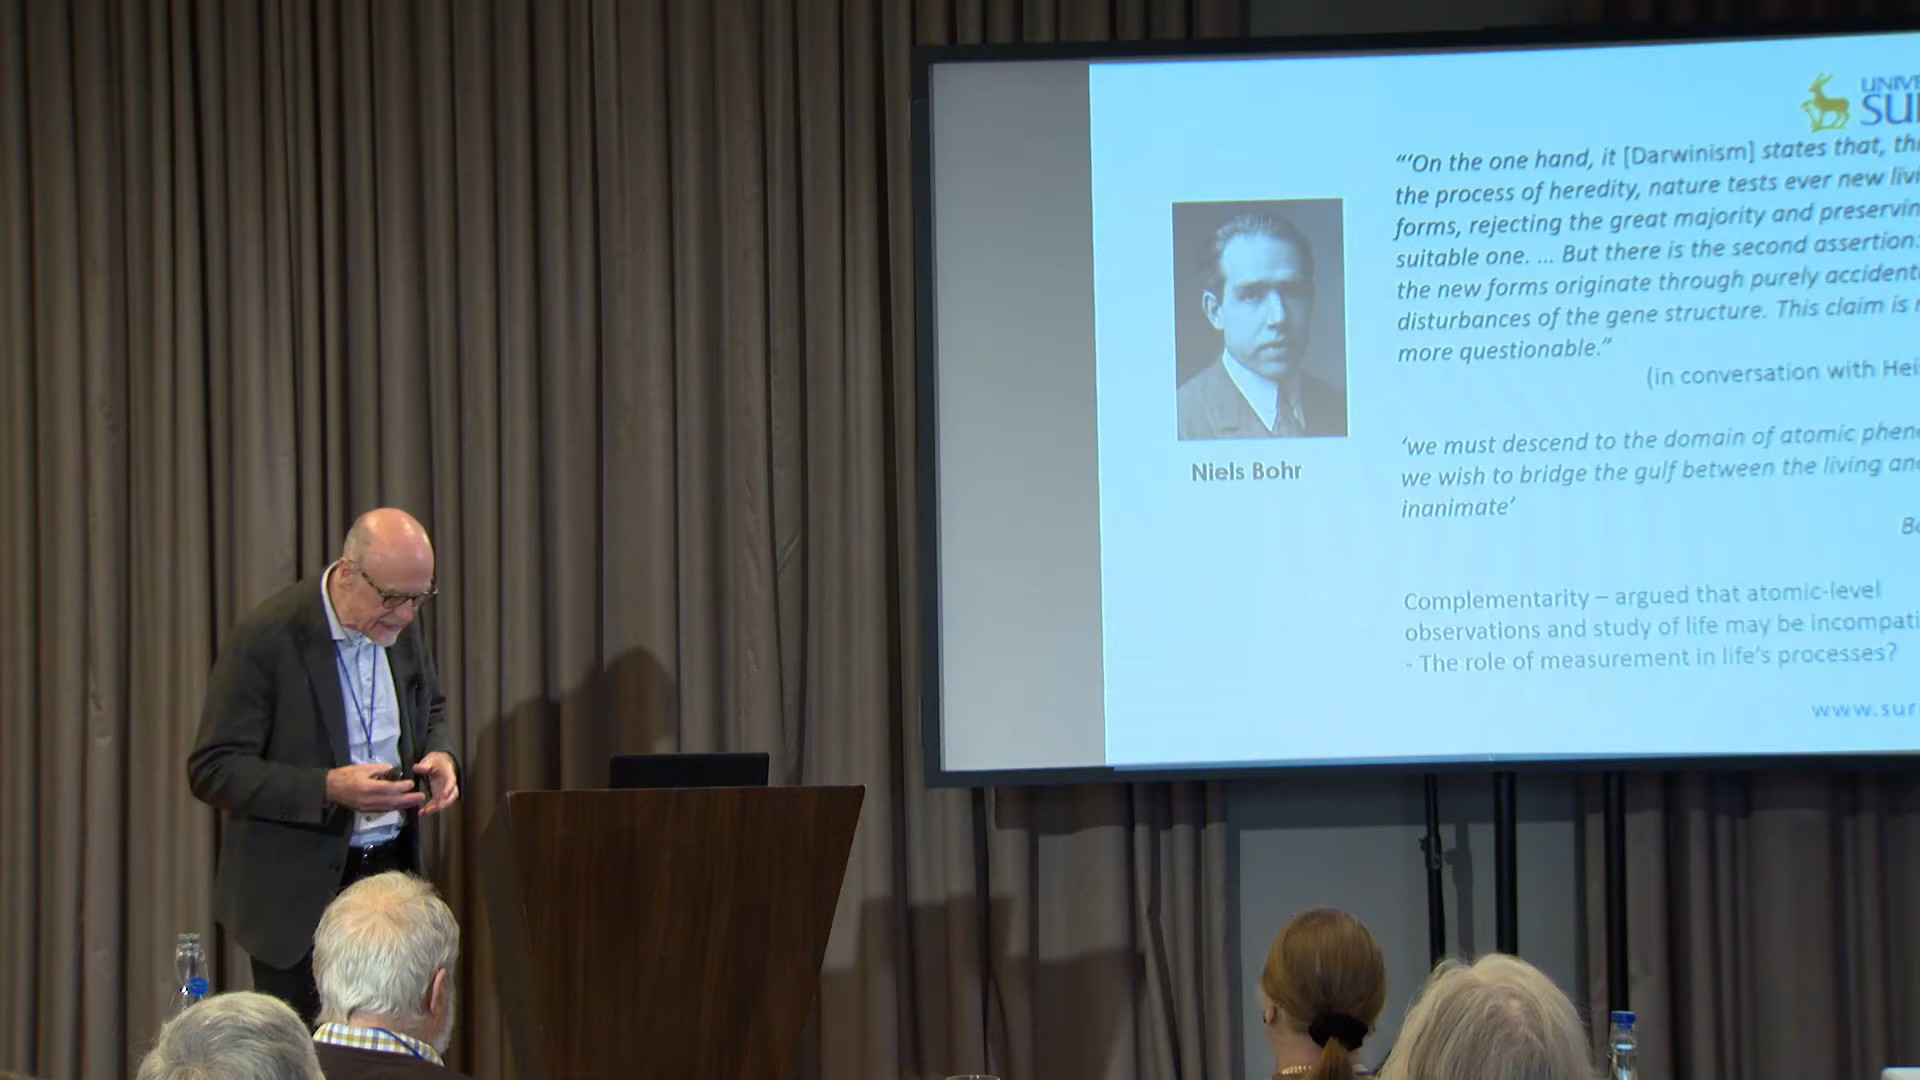 UNIVE
SU
“‘On the one hand, it [Darwinism] states that, th
the process of heredity, nature tests ever new livi
forms, rejecting the great majority and preservin
suitable one. ... But there is the second assertion:
the new forms originate through purely accident
disturbances of the gene structure. This claim is
more questionable.”
(in conversation with Hei
‘we must descend to the domain of atomic phen
we wish to bridge the gulf between the living an
inanimate’
Niels Bohr
Complementarity – argued that atomic-level
observations and study of life may be incompati
- The role of measurement in life's processes?
www.sur